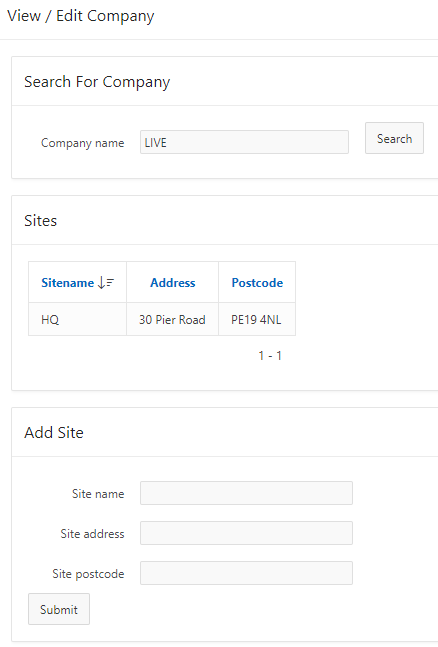 View / Edit Company
Search For Company
Company name LIVE Search
Sites
Sitename Address Postcode
HQ 30 Pier Road PE19 4NL
1 - 1
Add Site
Site name
Site address
Site postcode
Submit